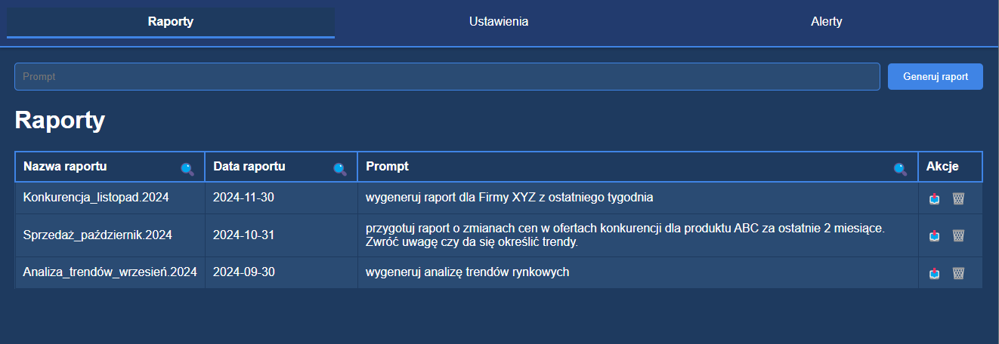 Raporty
Ustawienia
Alerty
Prompt
Generuj raport
Raporty
Nazwa raportu
Data raportu
Prompt
Akcje
Konkurencja_listopad.2024
2024-11-30
wygeneruj raport dla Firmy XYZ z ostatniego tygodnia
Sprzedaż_październik.2024
2024-10-31
przygotuj raport o zmianach cen w ofertach konkurencji dla produktu ABC za ostatnie 2 miesiące.
Zwróć uwagę czy da się określić trendy.
Analiza_trendów_wrzesień.2024
2024-09-30
wygeneruj analizę trendów rynkowych